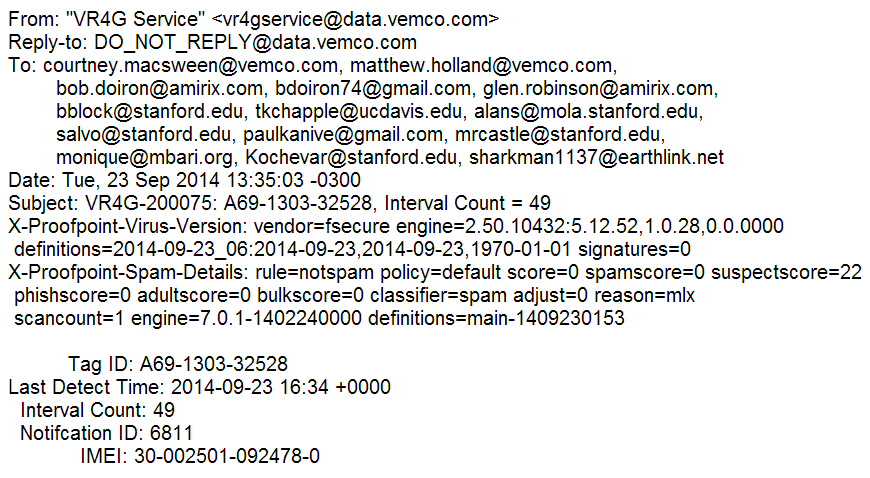 From: "VR4G Service" <vr4gservice@data.vemco.com>
Reply-to: DO_NOT_REPLY@data.vemco.com
To: courtney.macsween@vemco.com, matthew.holland@vemco.com,
bob.doiron@amirix.com, bdoiron74@gmail.com, glen.robinson@amirix.com,
bblock@stanford.edu, tkchapple@ucdavis.edu, alans@mola.stanford.edu,
salvo@stanford.edu, paulkanive@gmail.com, mrcastle@stanford.edu,
monique@mbari.org, Kochevar@stanford.edu, sharkman1137@earthlink.net
Date: Tue, 23 Sep 2014 13:35:03 -0300
Subject: VR4G-200075: A69-1303-32528, Interval Count = 49
X-Proofpoint-Virus-Version: vendor=fsecure engine=2.50.10432:5.12.52,1.0.28,0.0.0000
definitions=2014-09-23_06:2014-09-23,2014-09-23,1970-01-01 signatures=0
X-Proofpoint-Spam-Details: rule=notspam policy=default score=0 spamscore=0 suspectscore=22
phishscore=0 adultscore=0 bulkscore=0 classifier=spam adjust=0 reason=mlx
scancount=1 engine=7.0.1-1402240000 definitions=main-1409230153
Tag ID: A69-1303-32528
Last Detect Time: 2014-09-23 16:34 +0000
Interval Count: 49
Notifcation ID: 6811
IMEI: 30-002501-092478-0